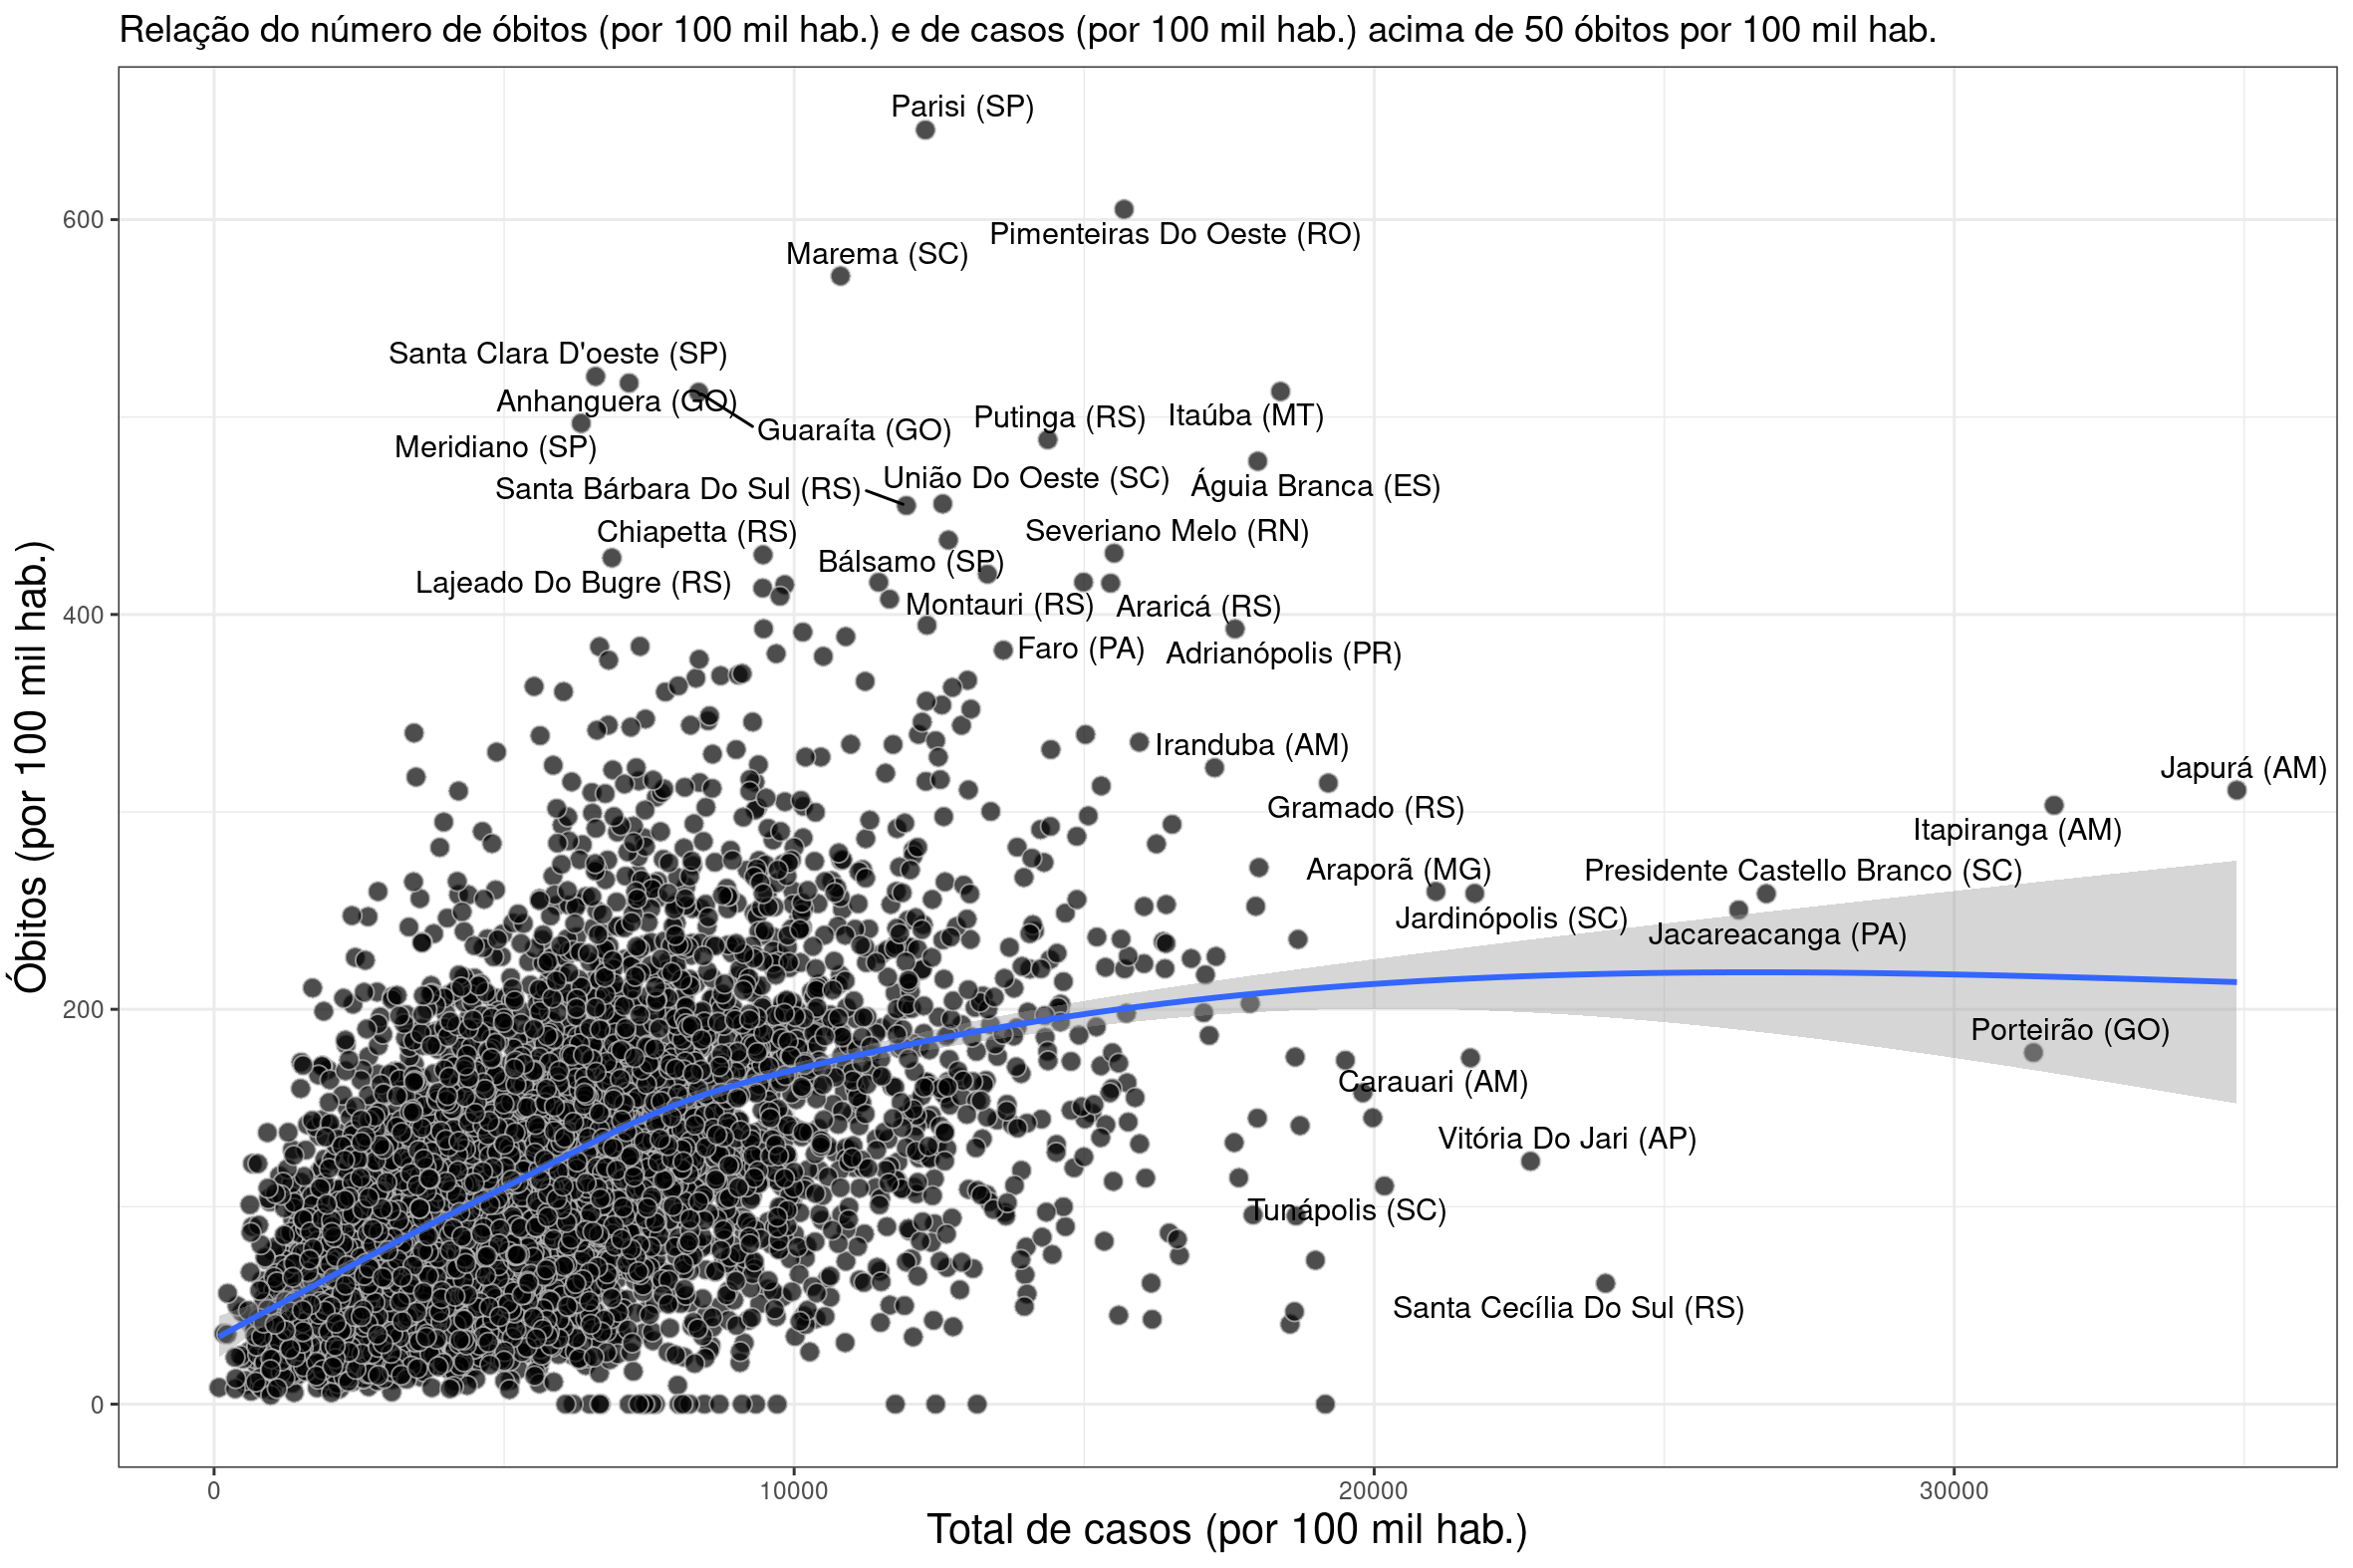 Relação do número de óbitos (por 100 mil hab.) e de casos (por 100 mil hab.) acima de 50 óbitos por 100 mil hab.
Parisi (SP)
600
Pimenteiras Do Oeste (RO)
Marema (SC)
Santa Clara D'oeste (SP)
Anhanguera (GO)
Putinga (RS)
Itaúba (MT)
Guaraíta (GO)
Meridiano (SP)
União Do Oeste (SC)
Águia Branca (ES)
Santa Bárbara Do Sul (RS)
Chiapetta (RS)
Severiano Melo (RN)
Bálsamo (SP)
Lajeado Do Bugre (RS)
Montauri (RS)
Araricá (RS)
400
Faro (PA)
Adrianópolis (PR)
Iranduba (AM)
Japurá (AM)
Gramado (RS)
Itapiranga (AM)
Araporã (MG)
Presidente Castello Branco (SC)
Jardinópolis (SC)
Jacareacanga (PA)
200
Porteirão (GO)
Carauari (AM)
Vitória Do Jari (AP)
Tunápolis (SC)
Santa Cecília Do Sul (RS)
0
Óbitos (por 100 mil hab.)
0
10000
20000
30000
Total de casos (por 100 mil hab.)